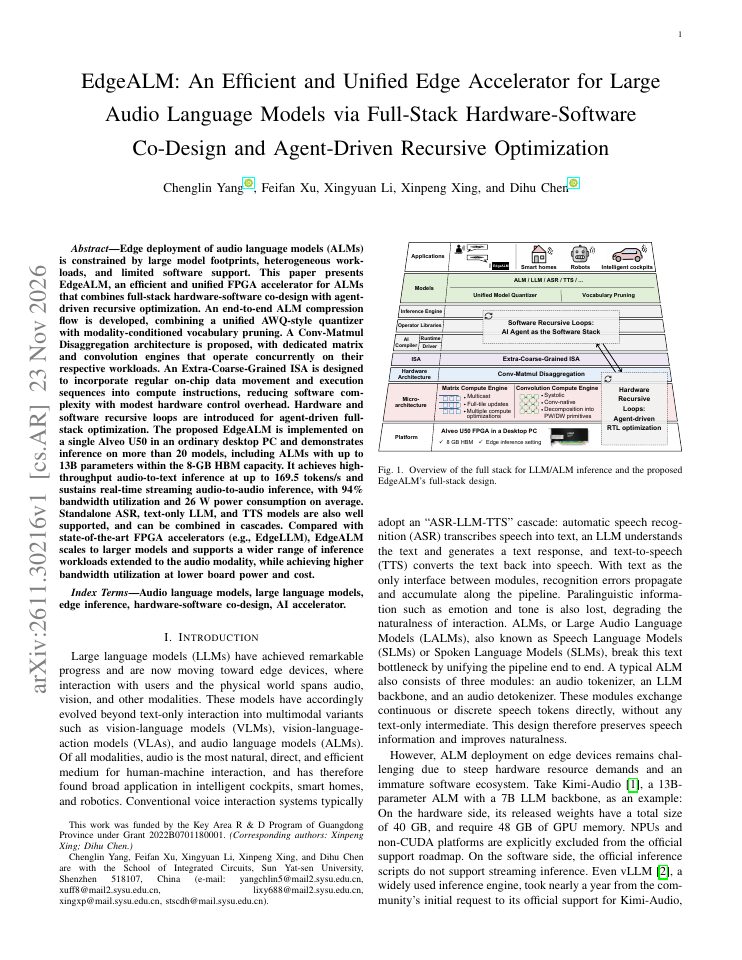 1
EdgeALM: An Efficient and Unified Edge Accelerator for Large
Audio Language Models via Full-Stack Hardware-Software
Co-Design and Agent-Driven Recursive Optimization
Chenglin Yang, Feifan Xu, Xingyuan Li, Xinpeng Xing, and Dihu Chen
arXiv:2611.30216v1 [cs.AR] 23 Nov 2026
Abstract—Edge deployment of audio language models (ALMs)
is constrained by large model footprints, heterogeneous work-
loads, and limited software support. This paper presents
EdgeALM, an efficient and unified FPGA accelerator for ALMs
that combines full-stack hardware-software co-design with agent-
driven recursive optimization. An end-to-end ALM compression
flow is developed, combining a unified AWQ-style quantizer
with modality-conditioned vocabulary pruning. A Conv-Matmul
Disaggregation architecture is proposed, with dedicated matrix
and convolution engines that operate concurrently on their
respective workloads. An Extra-Coarse-Grained ISA is designed
to incorporate regular on-chip data movement and execution
sequences into compute instructions, reducing software com-
plexity with modest hardware control overhead. Hardware and
software recursive loops are introduced for agent-driven full-
stack optimization. The proposed EdgeALM is implemented on
a single Alveo U50 in an ordinary desktop PC and demonstrates
inference on more than 20 models, including ALMs with up to
13B parameters within the 8-GB HBM capacity. It achieves high-
throughput audio-to-text inference at up to 169.5 tokens/s and
sustains real-time streaming audio-to-audio inference, with 94%
bandwidth utilization and 26 W power consumption on average.
Standalone ASR, text-only LLM, and TTS models are also well
supported, and can be combined in cascades. Compared with
state-of-the-art FPGA accelerators (e.g., EdgeLLM), EdgeALM
scales to larger models and supports a wider range of inference
workloads extended to the audio modality, while achieving higher
bandwidth utilization at lower board power and cost.
Index Terms—Audio language models, large language models,
edge inference, hardware-software co-design, AI accelerator.
I. INTRODUCTION
Large language models (LLMs) have achieved remarkable
progress and are now moving toward edge devices, where
interaction with users and the physical world spans audio,
vision, and other modalities. These models have accordingly
evolved beyond text-only interaction into multimodal variants
such as vision-language models (VLMs), vision-language-
action models (VLAs), and audio language models (ALMs).
Of all modalities, audio is the most natural, direct, and efficient
medium for human-machine interaction, and has therefore
found broad application in intelligent cockpits, smart homes,
and robotics. Conventional voice interaction systems typically
This work was funded by the Key Area R & D Program of Guangdong
Province under Grant 2022B0701180001. (Corresponding authors: Xinpeng
Xing; Dihu Chen.)
Chenglin Yang, Feifan Xu, Xingyuan Li, Xinpeng Xing, and Dihu Chen
are with the School of Integrated Circuits, Sun Yat-sen University,
Shenzhen 518107, China (e-mail: yangchlin5@mail2.sysu.edu.cn,
xuff8@mail2.sysu.edu.cn, lixy688@mail2.sysu.edu.cn,
xingxp@mail.sysu.edu.cn, stscdh@mail.sysu.edu.cn).
Applications
EdgeALM
Smart homes
Robots
Intelligent cockpits
Models
ALM / LLM / ASR / TTS / ...
Unified Model Quantizer
Vocabulary Pruning
Inference Engine
Operator Libraries
AI Compiler
Runtime
Driver
Software Recursive Loops:
AI Agent as the Software Stack
ISA
Extra-Coarse-Grained ISA
Hardware
Architecture
Conv-Matmul Disaggregation
Micro-
architecture
Matrix Compute Engine
• Multicast
• Full-tile updates
• Multiple compute
optimizations
Convolution Compute Engine
• Systolic
• Conv-native
• Decomposition into
PW/DW primitives
Hardware
Recursive
Loops:
Agent-driven
RTL optimization
Platform
Alveo U50 FPGA in a Desktop PC
✓ 8 GB HBM ✓ Edge inference setting
Fig. 1. Overview of the full stack for LLM/ALM inference and the proposed
EdgeALM's full-stack design.
adopt an “ASR-LLM-TTS” cascade: automatic speech recog-
nition (ASR) transcribes speech into text, an LLM understands
the text and generates a text response, and text-to-speech
(TTS) converts the text back into speech. With text as
the only interface between modules, recognition errors propagate
and accumulate along the pipeline. Paralinguistic informa-
tion such as emotion and tone is also lost, degrading the
naturalness of interaction. ALMs, or Large Audio Language
Models (LALMs), also known as Speech Language Models
(SLMs) or Spoken Language Models (SLMs), break this text
bottleneck by unifying the pipeline end to end. A typical ALM
also consists of three modules: an audio tokenizer, an LLM
backbone, and an audio detokenizer. These modules exchange
continuous or discrete speech tokens directly, without any
text-only intermediate. This design therefore preserves speech
information and improves naturalness.
However, ALM deployment on edge devices remains chal-
lenging due to steep hardware resource demands and an
immature software ecosystem. Take Kimi-Audio [1], a 13B-
parameter ALM with a 7B LLM backbone, as an example:
On the hardware side, its released weights have a total size
of 40 GB, and require 48 GB of GPU memory. NPUs and
non-CUDA platforms are explicitly excluded from the official
support roadmap. On the software side, the official inference
scripts do not support streaming inference. Even vLLM [2], a
widely used inference engine, took nearly a year from the com-
munity's initial request to its official support for Kimi-Audio,